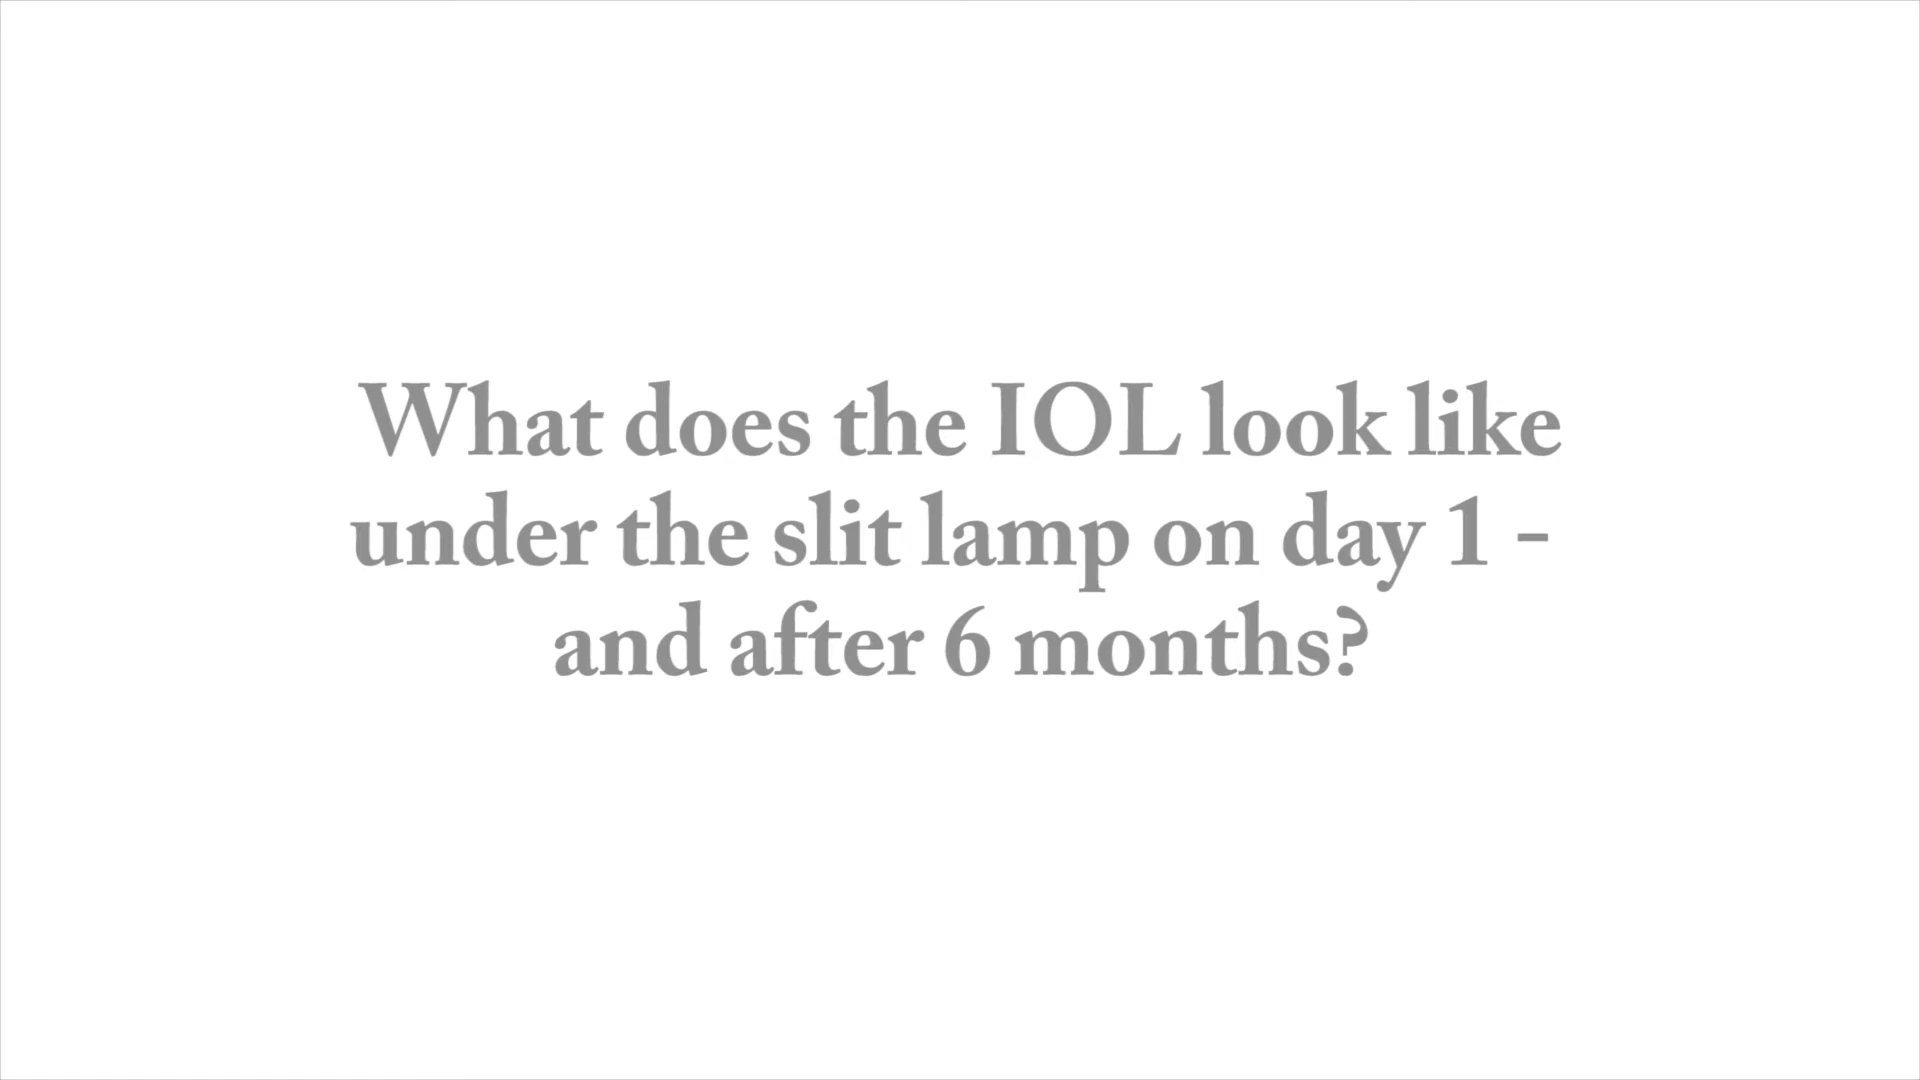 What does the IOL look like
under the slit lamp on day 1 -
and after 6 months?